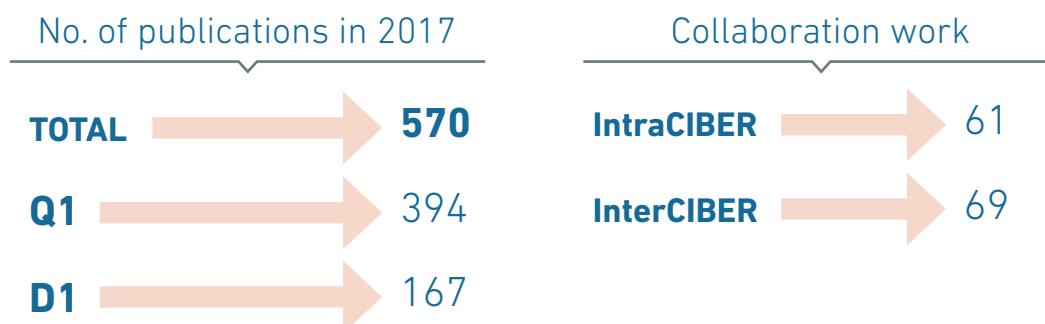 No. of publications in 2017
TOTAL 570
Q1 394
D1 167
Collaboration work
IntraCIBER 61
InterCIBER 69